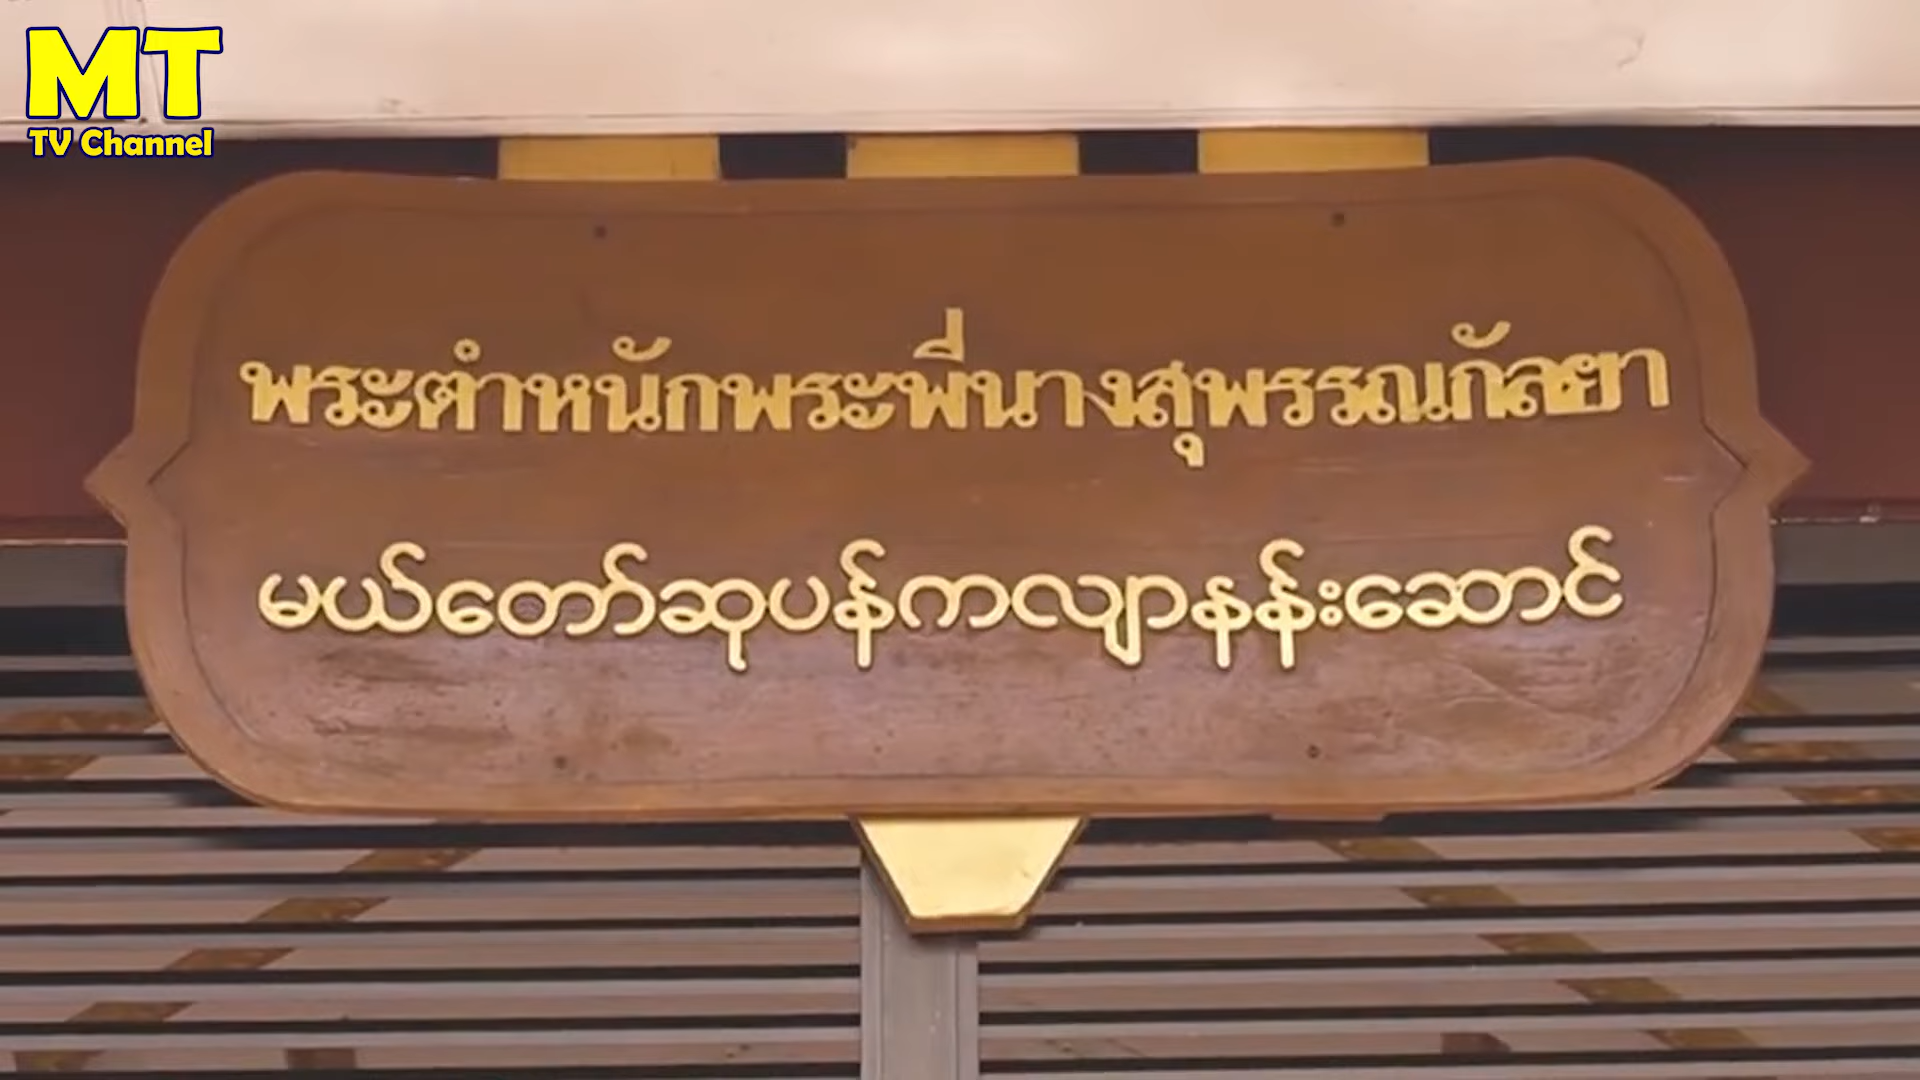 MT
TV Channel
พระตำหนักพระพี่นางสุพรรณกัลยา
မယ်တော်ဆုပန်ကလျာနန်းဆောင်